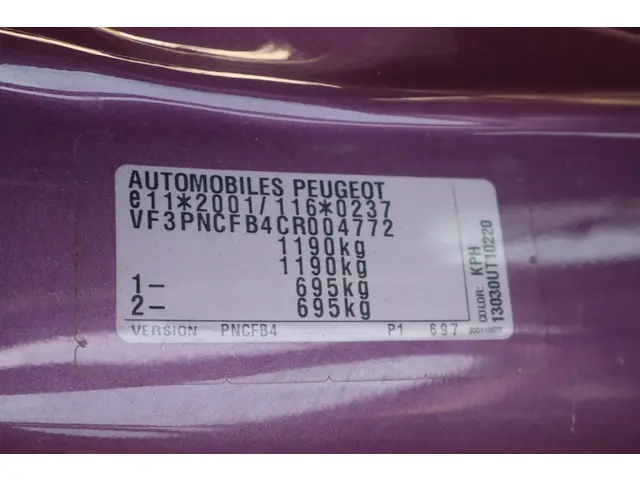 AUTOMOBILES PEUGEOT
e11*2001/116*0237
VF3PNCFB4CR004772
1190kg
1190kg
1- 695kg
2- 695kg
VERSION PNCFB4 P1 697
COLOR: KPH
13030UT10220